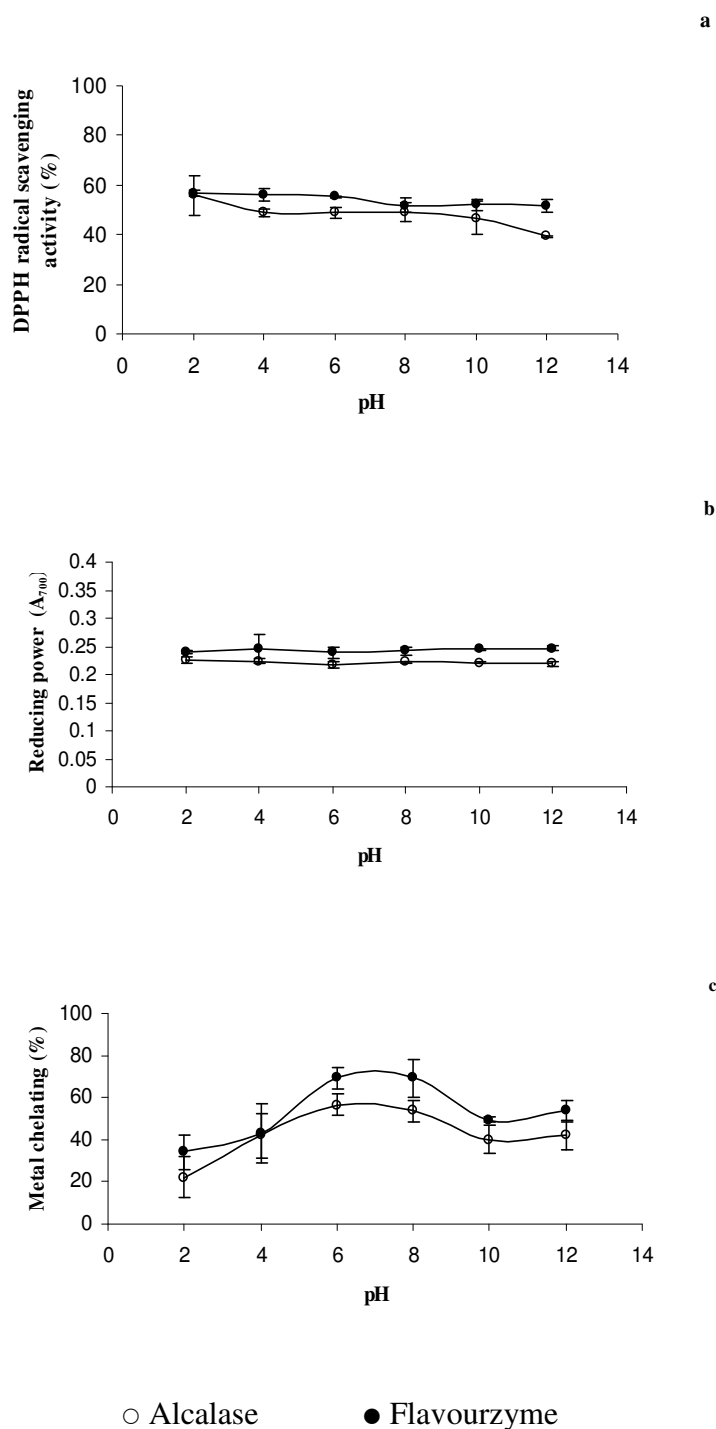 a
DPPH radical scavenging
activity (%)
100
80
60
40
20
0
0 2 4 6 8 10 12 14
pH
b
Reducing power (A700)
0.4
0.35
0.3
0.25
0.2
0.15
0.1
0.05
0
0 2 4 6 8 10 12 14
pH
c
Metal chelating (%)
100
80
60
40
20
0
0 2 4 6 8 10 12 14
pH
○ Alcalase ● Flavourzyme